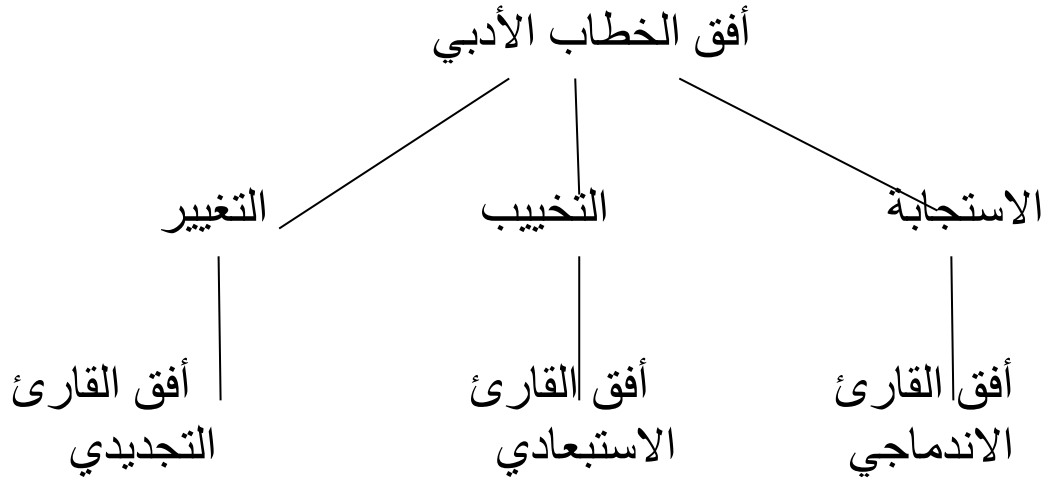 أفق الخطاب الأدبي
الاستجابة
التخييب
التغيير
أفق القارئ
الاندماجي
أفق القارئ
الاستبعادي
أفق القارئ
التجديدي